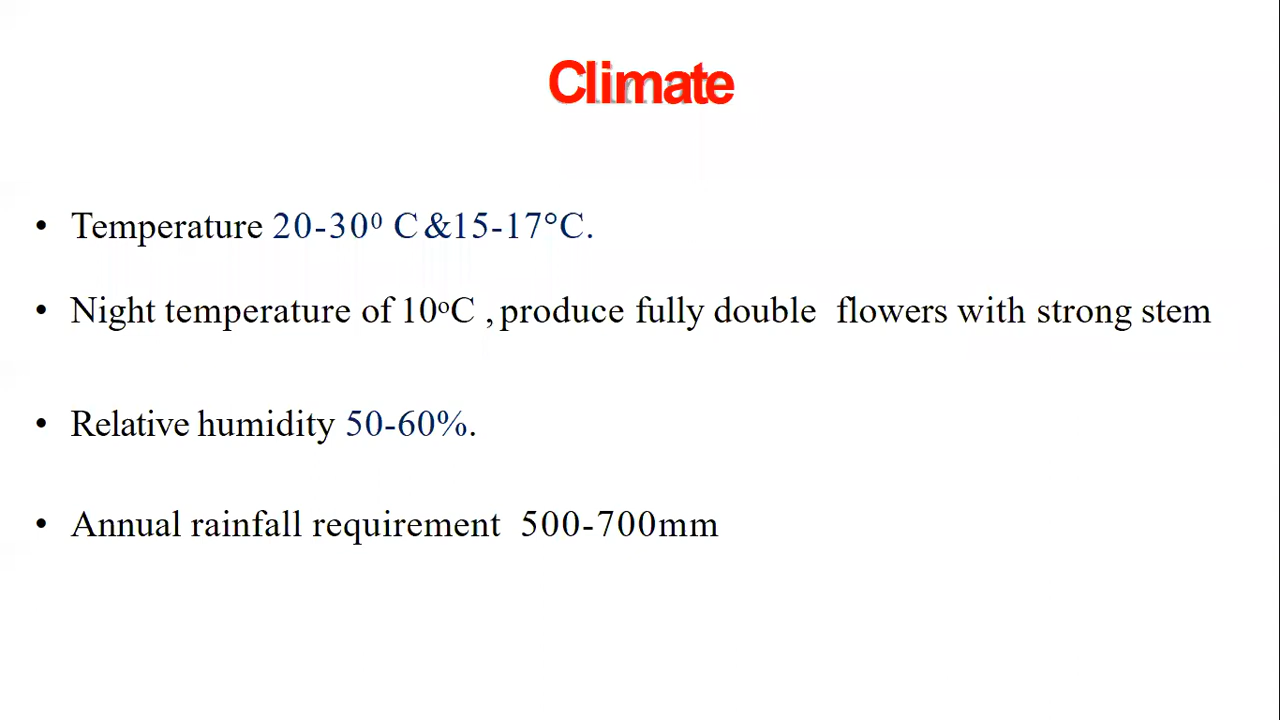 Climate
• Temperature 20-30⁰ C &15-17°C.
• Night temperature of 10ᵒC , produce fully double flowers with strong stem
• Relative humidity 50-60%.
• Annual rainfall requirement 500-700mm